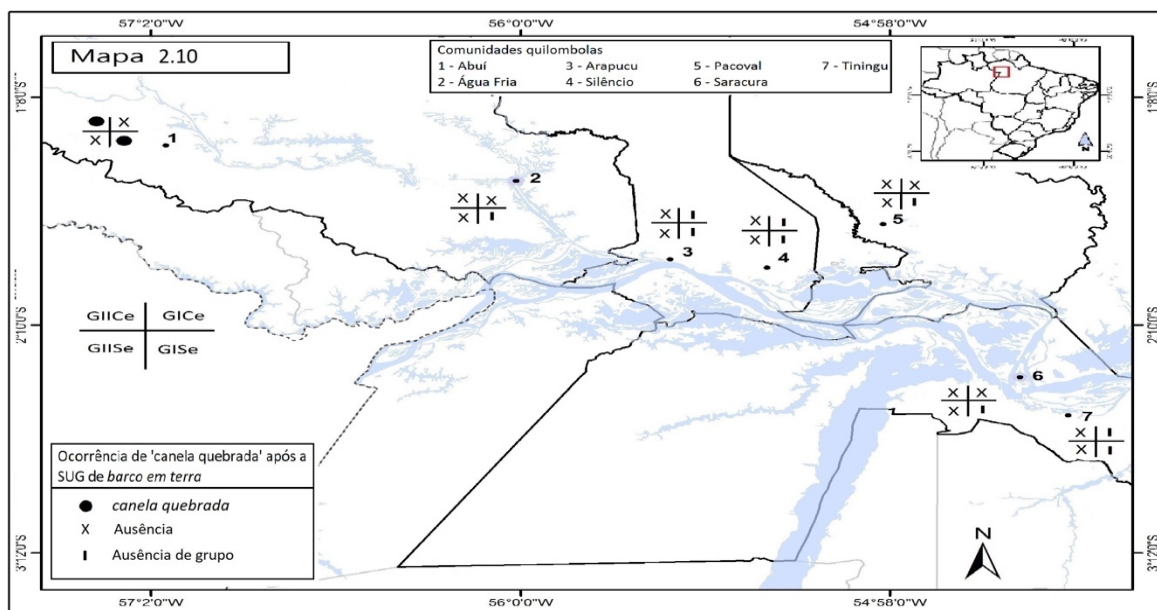 57°2'0"W 56°0'0"W 54°58'0"W
Mapa 2.10
Comunidades quilombolas
1 - Abuí 3 - Arapucu 5 - Pacoval 7 - Tiningu
2 - Água Fria 4 - Silêncio 6 - Saracura
1°8'0"S 1°8'0"S
N
X
X
1
2
X X
X
X
X
3
X
X
4
X X
X
5
2°10'0"S 2°10'0"S
GIICe GICe
GIISe GISe
6
X X
X
7
X
X
Ocorrência de 'canela quebrada' após a
SUG de barco em terra
canela quebrada
X Ausência
Ausência de grupo
N
3°12'0"S 3°12'0"S
57°2'0"W 56°0'0"W 54°58'0"W